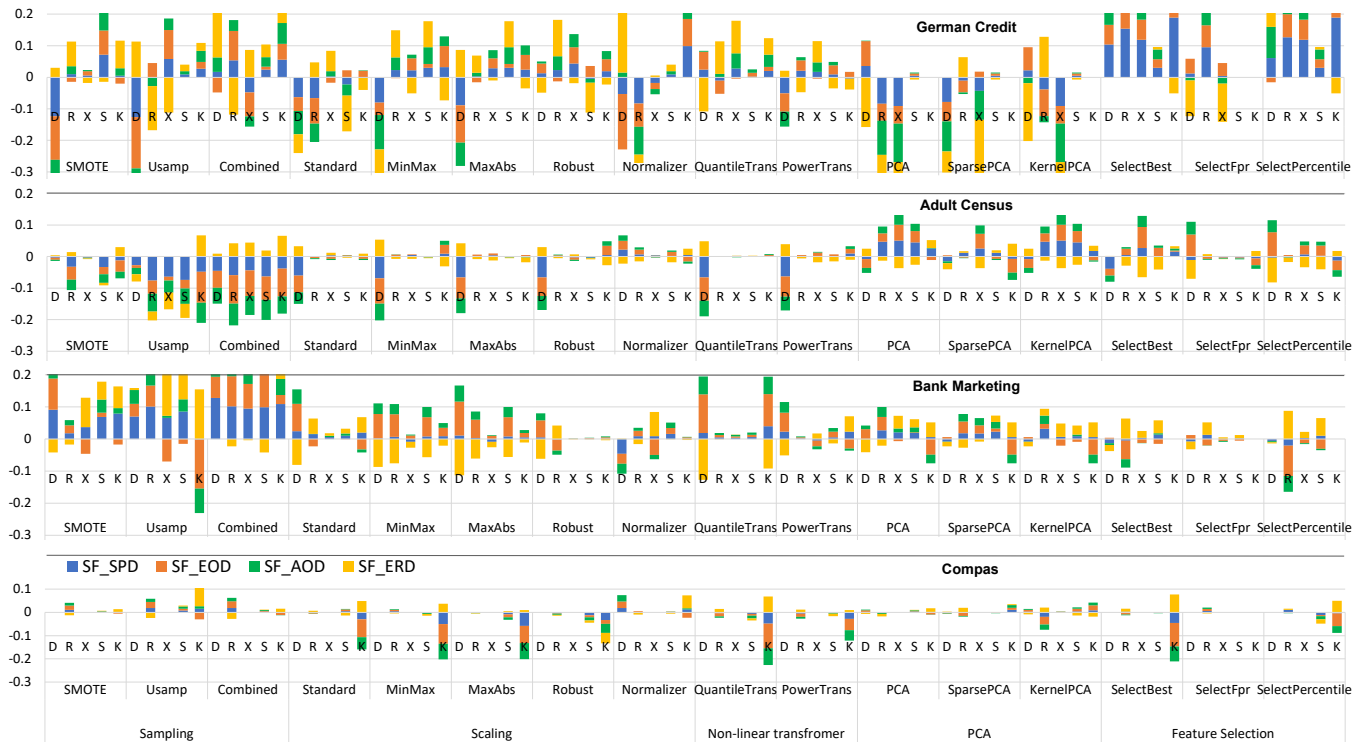 German Credit
0.2
0.1
0
-0.1
-0.2
-0.3
D R X S K D R X S K D R X S K D R X S K D R X S K D R X S K D R X S K D R X S K D R X S K D R X S K D R X S K D R X S K D R X S K D R X S K D R X S K D R X S K
SMOTE Usamp Combined Standard MinMax MaxAbs Robust Normalizer QuantileTrans PowerTrans PCA SparsePCA KernelPCA SelectBest SelectFpr SelectPercentile
Adult Census
0.2
0.1
0
-0.1
-0.2
-0.3
D R X S K D R X S K D R X S K D R X S K D R X S K D R X S K D R X S K D R X S K D R X S K D R X S K D R X S K D R X S K D R X S K D R X S K D R X S K D R X S K
SMOTE Usamp Combined Standard MinMax MaxAbs Robust Normalizer QuantileTrans PowerTrans PCA SparsePCA KernelPCA SelectBest SelectFpr SelectPercentile
Bank Marketing
0.2
0.1
0
-0.1
-0.2
-0.3
D R X S K D R X S K D R X S K D R X S K D R X S K D R X S K D R X S K D R X S K D R X S K D R X S K D R X S K D R X S K D R X S K D R X S K D R X S K D R X S K
SMOTE Usamp Combined Standard MinMax MaxAbs Robust Normalizer QuantileTrans PowerTrans PCA SparsePCA KernelPCA SelectBest SelectFpr SelectPercentile
SF_SPD SF_EOD SF_AOD SF_ERD
Compas
0.1
0
-0.1
-0.2
-0.3
D R X S K D R X S K D R X S K D R X S K D R X S K D R X S K D R X S K D R X S K D R X S K D R X S K D R X S K D R X S K D R X S K D R X S K D R X S K D R X S K
SMOTE Usamp Combined Standard MinMax MaxAbs Robust Normalizer QuantileTrans PowerTrans PCA SparsePCA KernelPCA SelectBest SelectFpr SelectPercentile
Sampling Scaling Non-linear transfromer PCA Feature Selection